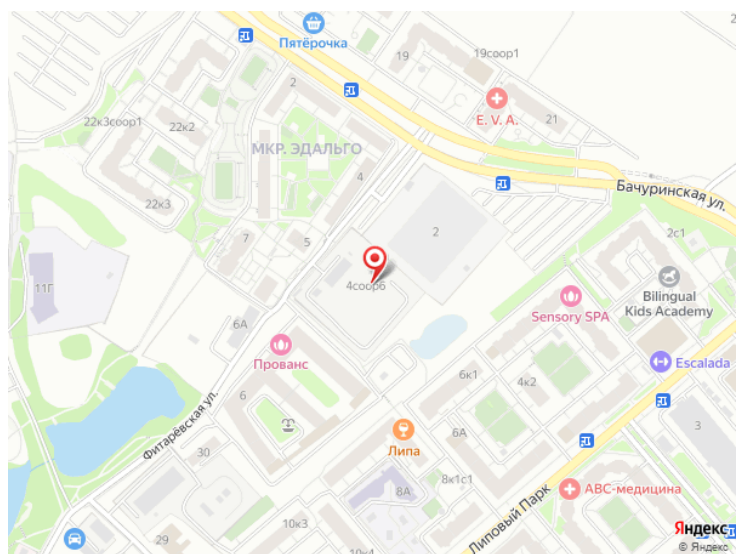 Пятёрочка
19
19соор1
2
22к3соор1
22к2
E. V. A.
21
МКР. ЭДАЛЬГО
4
22к3
Бачуринская ул.
7
5
2
2с1
11Г
4соор6
Bilingual
Kids Academy
Sensory SPA
6А
Прованс
Escalada
6к1
4к2
6
3
Фитарёвская ул.
6А
30
Липа
8к1с1
8А
АВС-медицина
Липовый Парк
10к3
29
10к4
Яндекс
© Яндекс